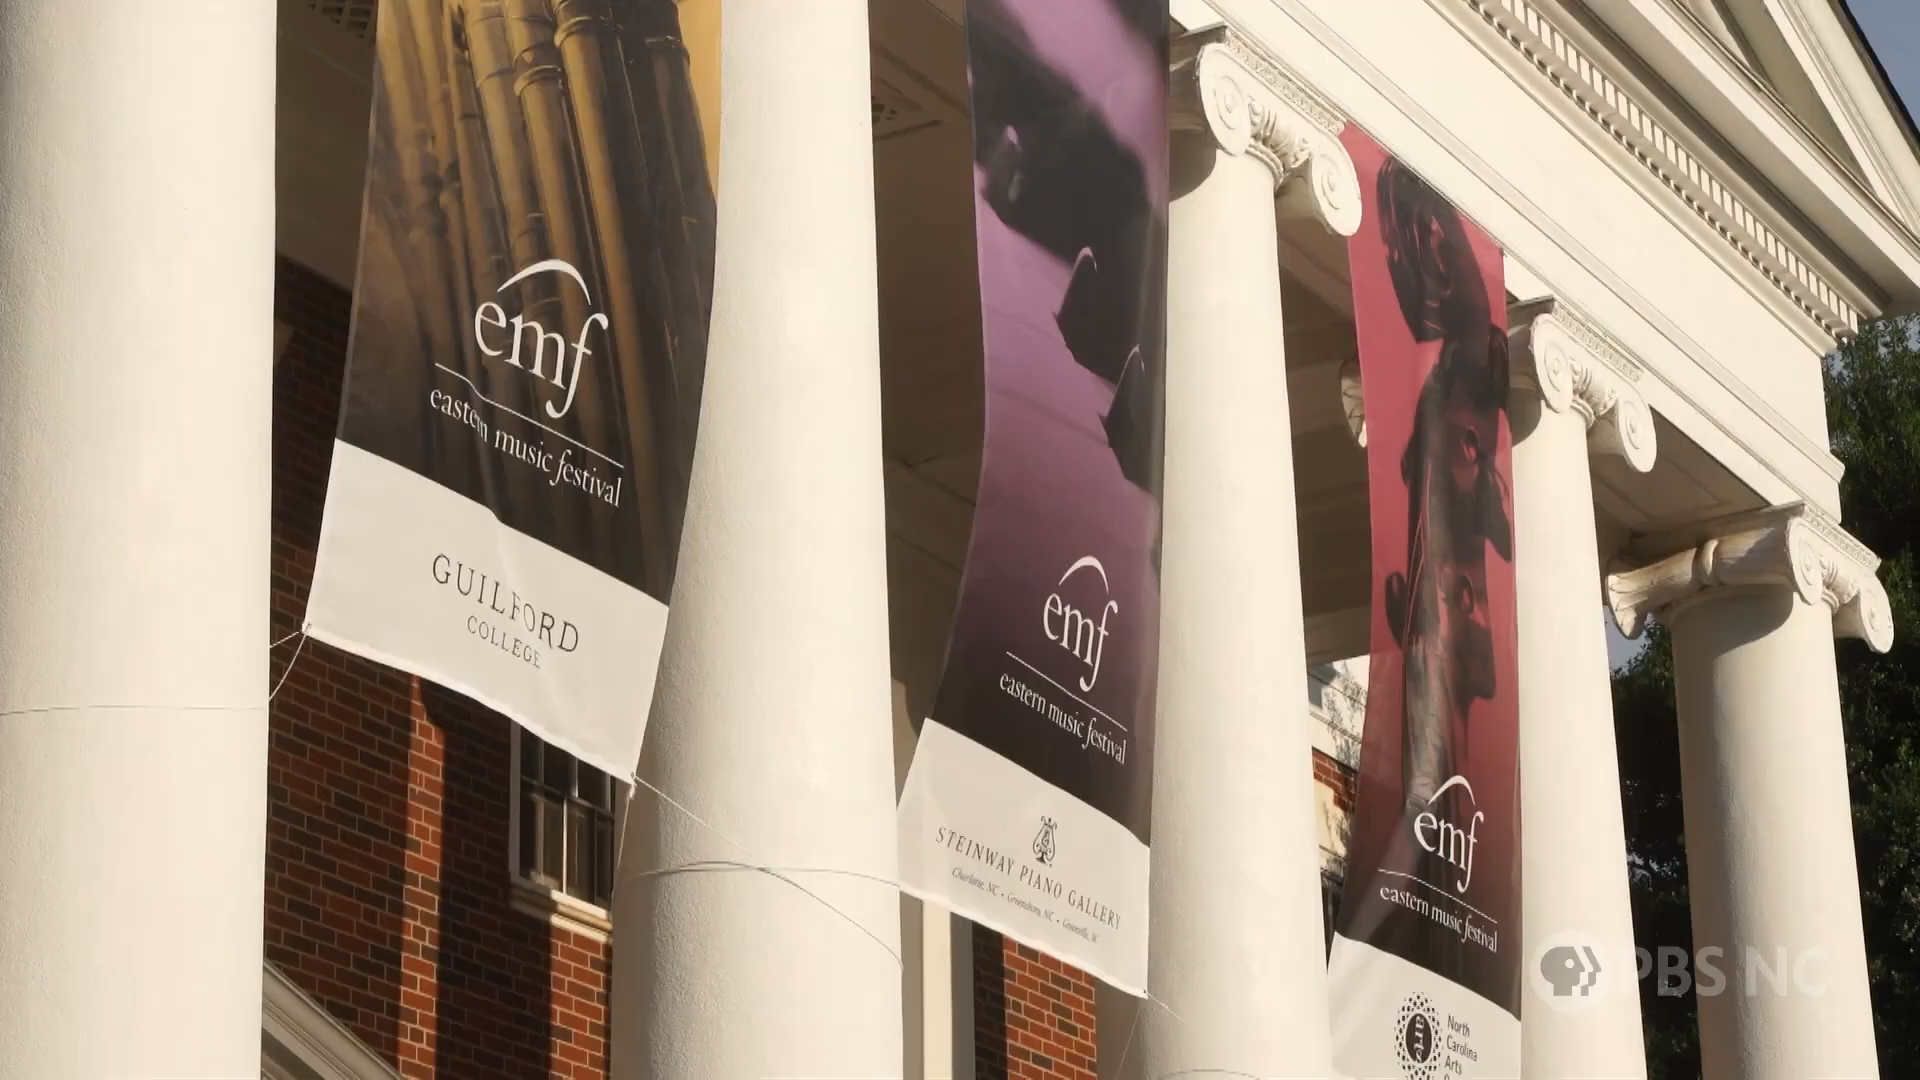 emf
eastern music festival
GUILFORD
COLLEGE
emf
eastern music festival
STEINWAY PIANO GALLERY
Charlotte, NC • Greensboro, NC • Greenville, SC
emf
eastern music festival
North
Carolina
Arts
PBS NC